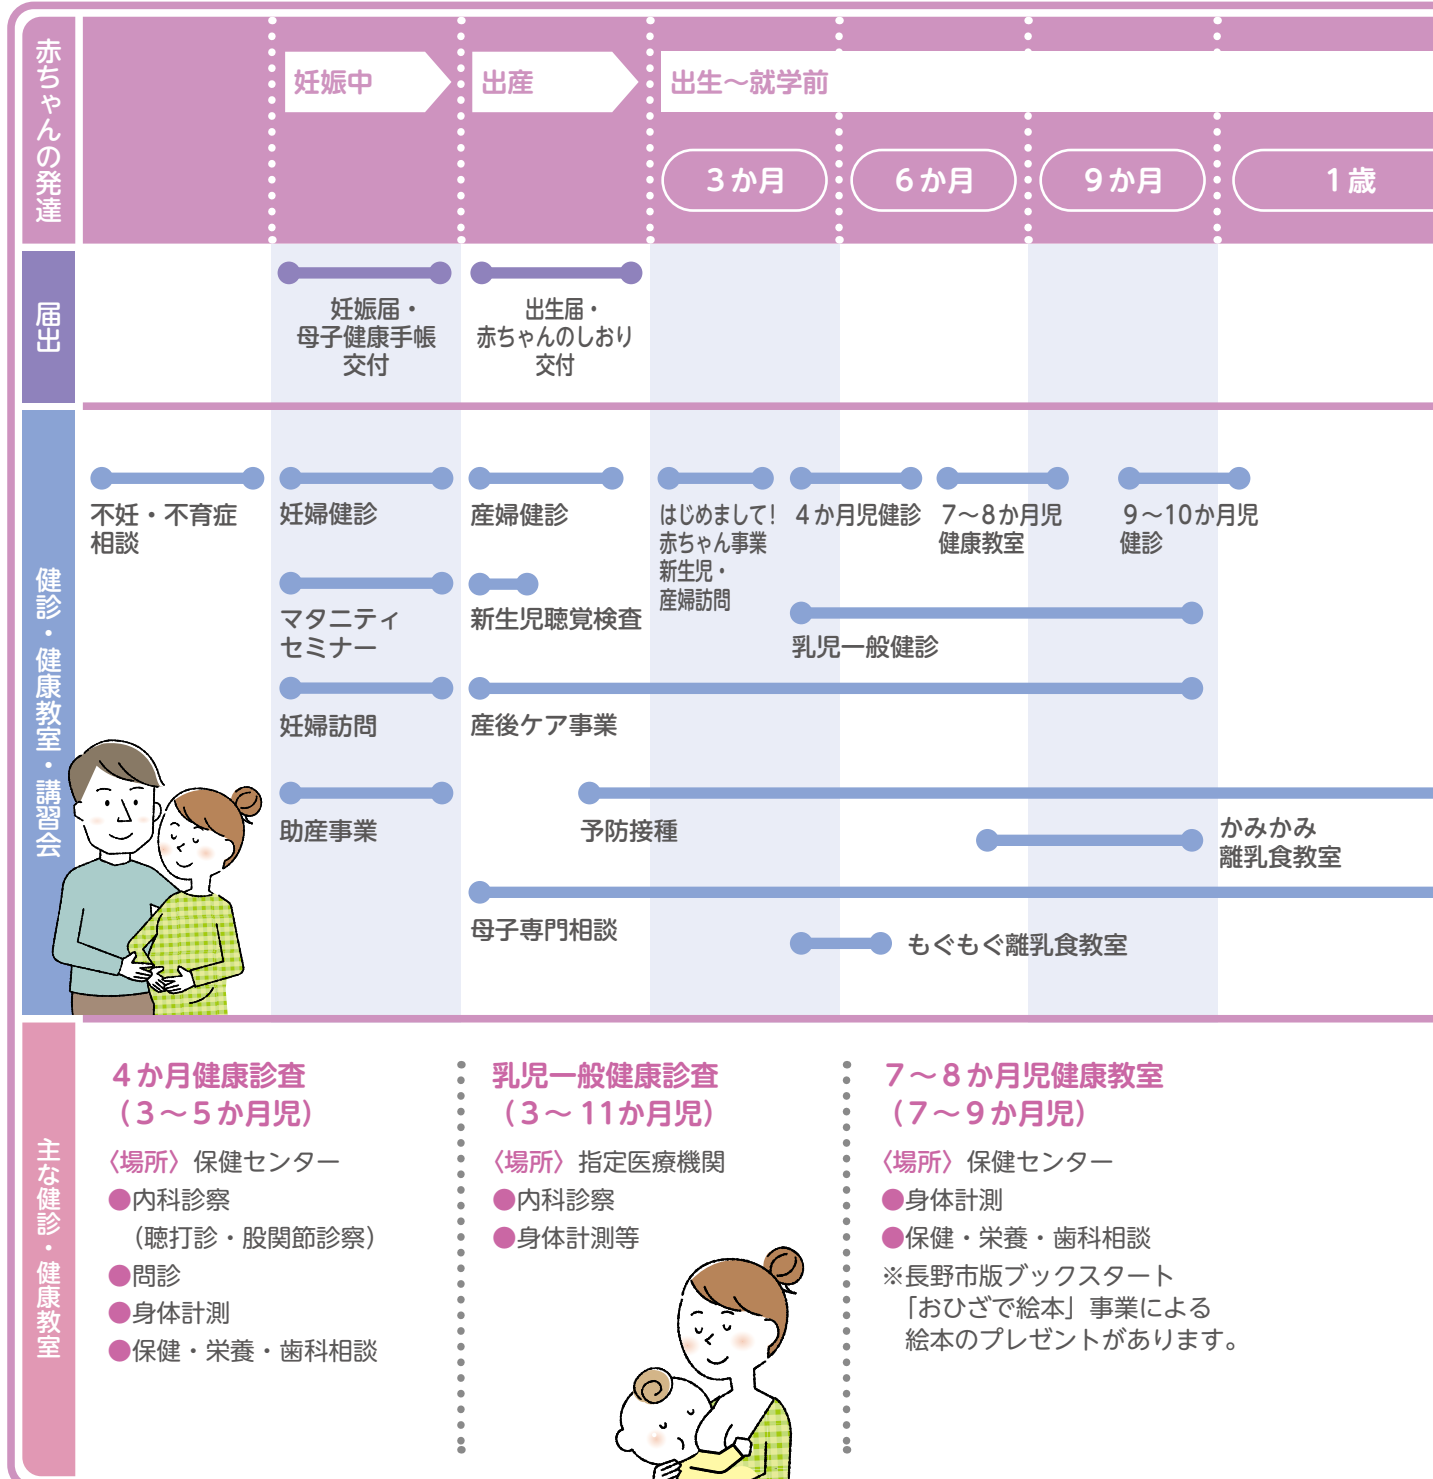 赤ちゃんの発達
妊娠中
出産
出生～就学前
３か月
６か月
９か月
１歳
届出
妊娠届・
母子健康手帳
交付
出生届・
赤ちゃんのしおり
交付
健診・健康教室・講習会
不妊・不育症
相談
妊婦健診
産婦健診
はじめまして！
赤ちゃん事業
新生児・
産婦訪問
４か月児健診
７～８か月児
健康教室
９～10か月児
健診
マタニティ
セミナー
新生児聴覚検査
乳児一般健診
妊婦訪問
産後ケア事業
助産事業
予防接種
かみかみ
離乳食教室
母子専門相談
もぐもぐ離乳食教室
主な健診・健康教室
４か月健康診査
（３～５か月児）
〈場所〉保健センター
●内科診察
（聴打診・股関節診察）
●問診
●身体計測
●保健・栄養・歯科相談
乳児一般健康診査
（３～11か月児）
〈場所〉指定医療機関
●内科診察
●身体計測等
７～８か月児健康教室
（７～９か月児）
〈場所〉保健センター
●身体計測
●保健・栄養・歯科相談
※長野市版ブックスタート
「おひざで絵本」事業による
絵本のプレゼントがあります。